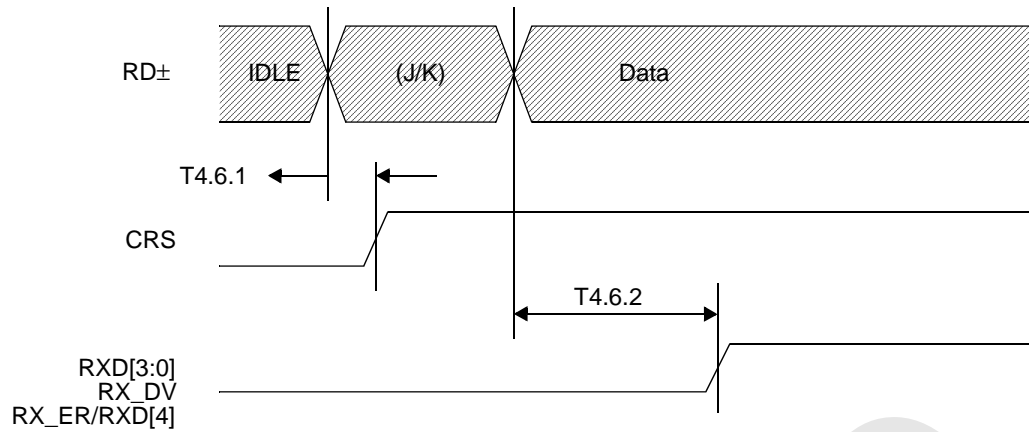 RD±
IDLE
(J/K)
Data
T4.6.1
CRS
T4.6.2
RXD[3:0]
RX_DV
RX_ER/RXD[4]